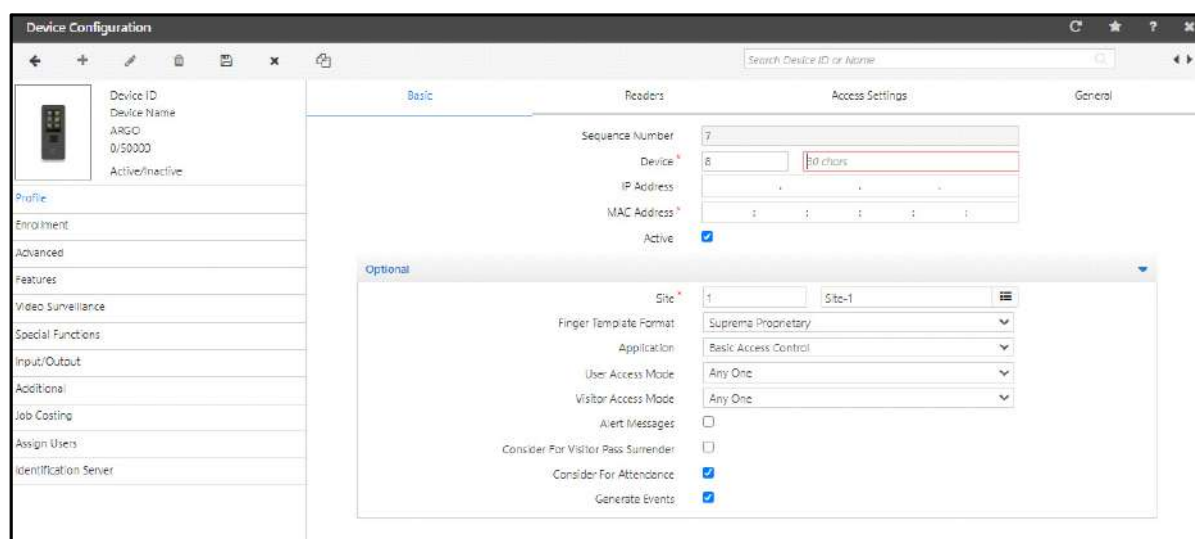 Device Configuration
?
Search Device ID or Name
Device ID
Device Name
ARGO
0/50000
Active/Inactive
Profile
Enrollment
Advanced
Features
Video Surveillance
Special Functions
Input/Output
Additional
Job Costing
Assign Users
Identification Server
Basic Readers Access Settings General
Sequence Number 7
Device * 8 50 chars
IP Address . . .
MAC Address * : : : : :
Active
Optional
Site * 1 Site-1
Finger Template Format Suprema Proprietary
Application Basic Access Control
User Access Mode Any One
Visitor Access Mode Any One
Alert Messages
Consider For Visitor Pass Surrender
Consider For Attendance
Generate Events